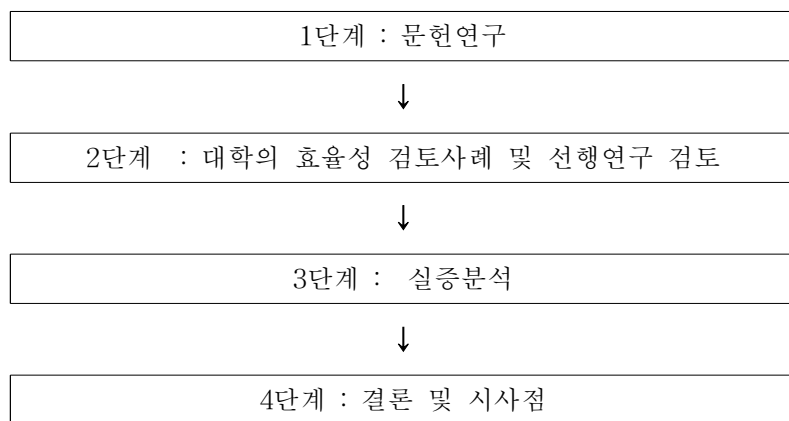 1단계 : 문헌연구
↓
2단계 : 대학의 효율성 검토사례 및 선행연구 검토
↓
3단계 : 실증분석
↓
4단계 : 결론 및 시사점